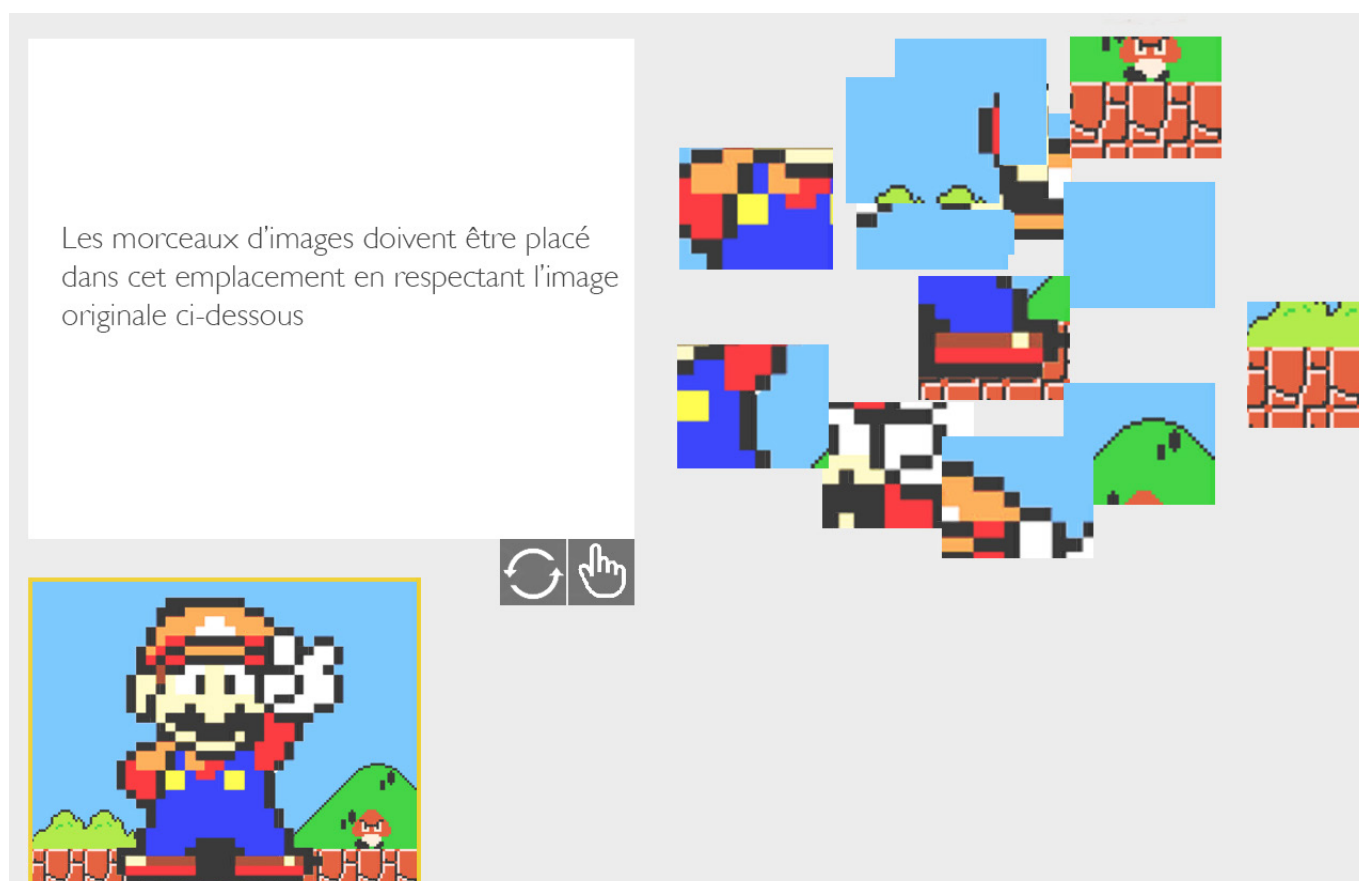 Les morceaux d'images doivent être placé
dans cet emplacement en respectant l'image
originale ci-dessous